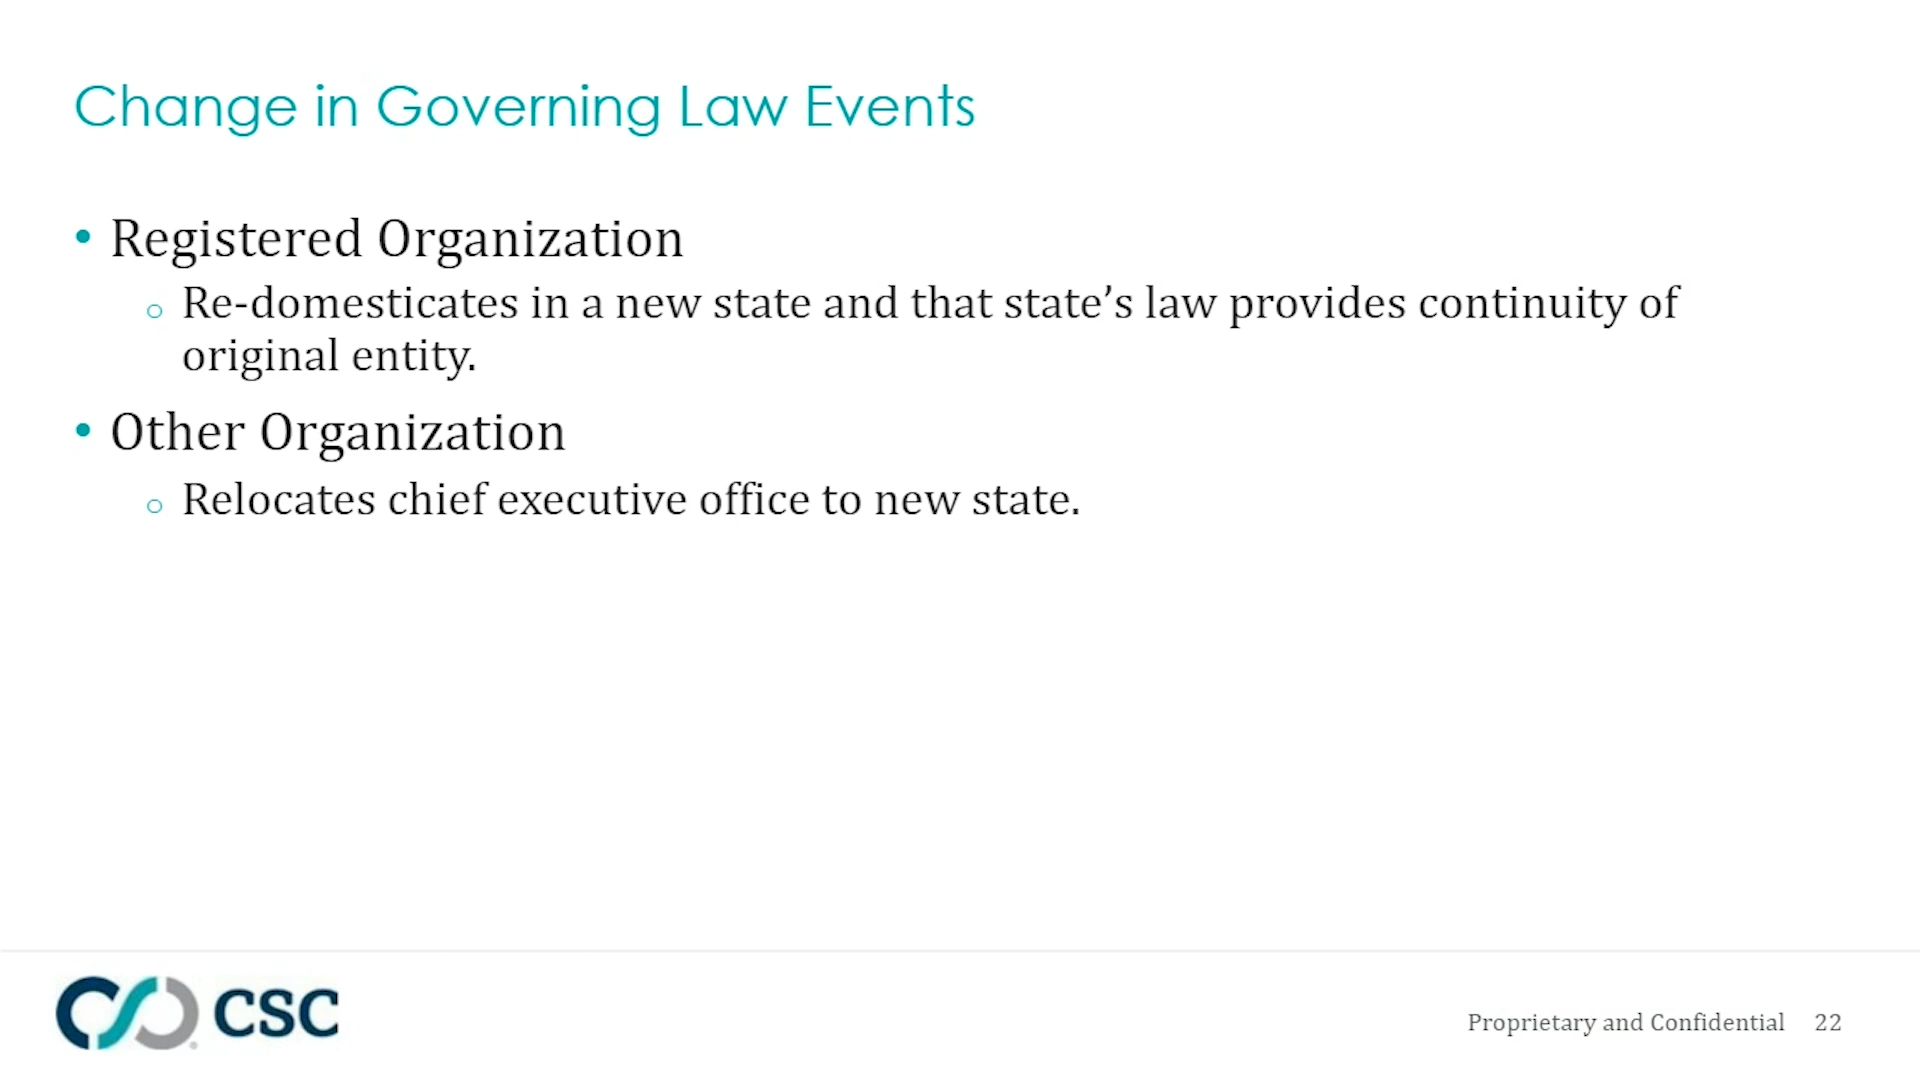 Change in Governing Law Events
• Registered Organization
o Re-domesticates in a new state and that state’s law provides continuity of
original entity.
• Other Organization
o Relocates chief executive office to new state.
CSC
Proprietary and Confidential 22